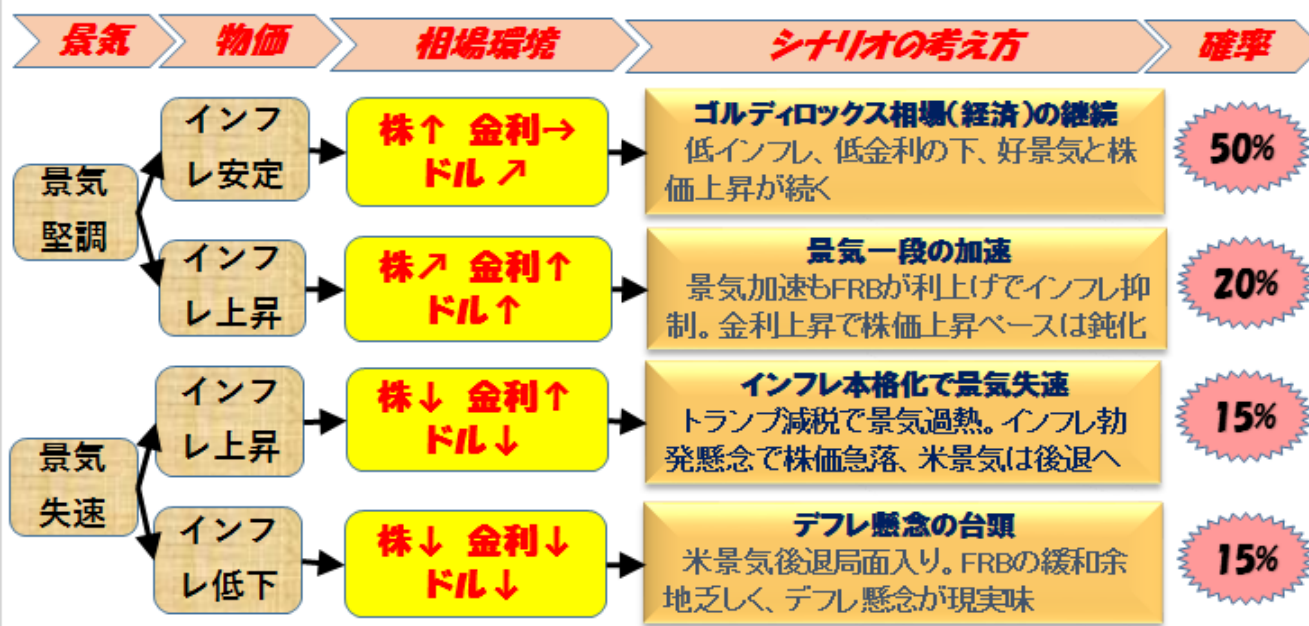 景気 物価 相場環境 シナリオの考え方 確率
景気
堅調
インフ
レ安定
株↑ 金利→
ドル↗
ゴルディロックス相場(経済)の継続
低インフレ、低金利の下、好景気と株
価上昇が続く
50%
インフ
レ上昇
株↗ 金利↑
ドル↑
景気一段の加速
景気加速もFRBが利上げでインフレ抑
制。金利上昇で株価上昇ペースは鈍化
20%
景気
失速
インフ
レ上昇
株↓ 金利↑
ドル↓
インフレ本格化で景気失速
トランプ減税で景気過熱。インフレ勃
発懸念で株価急落、米景気は後退へ
15%
インフ
レ低下
株↓ 金利↓
ドル↓
デフレ懸念の台頭
米景気後退局面入り。FRBの緩和余
地乏しく、デフレ懸念が現実味
15%